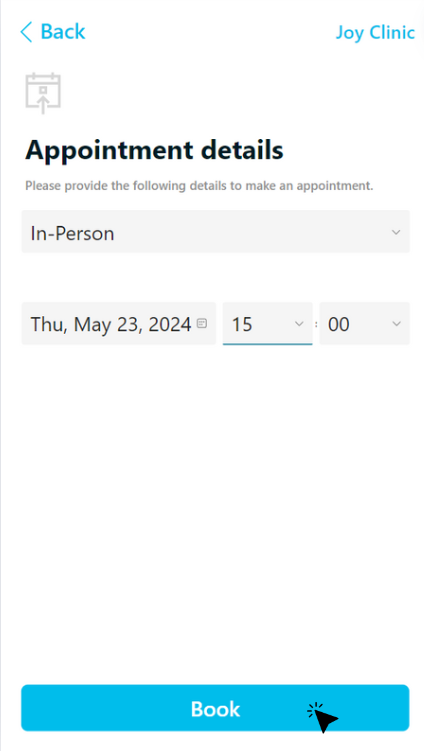 Back
Joy Clinic
Appointment details
Please provide the following details to make an appointment.
In-Person
Thu, May 23, 2024 15 : 00
Book